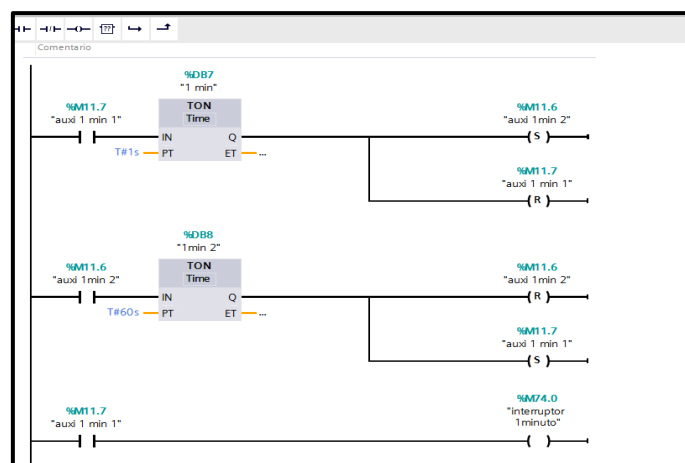 ??
Comentario
%DB7
"1 min"
%M11.7
"auxi 1 min 1"
TON
Time
%M11.6
"auxi 1min 2"
IN
Q
S
T#1s
PT
ET
...
%M11.7
"auxi 1 min 1"
R
%DB8
"1min 2"
%M11.6
"auxi 1min 2"
TON
Time
%M11.6
"auxi 1min 2"
IN
Q
R
T#60s
PT
ET
...
%M11.7
"auxi 1 min 1"
S
%M11.7
"auxi 1 min 1"
%M74.0
"interruptor
1minuto"